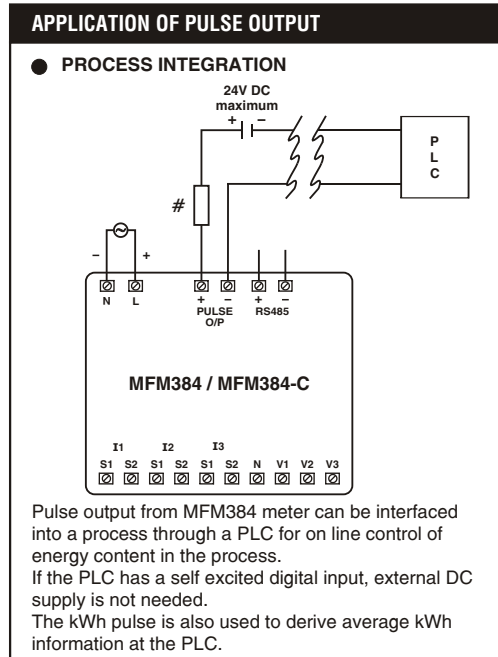 APPLICATION OF PULSE OUTPUT
● PROCESS INTEGRATION
24V DC
maximum
+ –
P
L
C
#
– +
N L + – + –
PULSE RS485
O/P
MFM384 / MFM384-C
I1 I2 I3
S1 S2 S1 S2 S1 S2 N V1 V2 V3
Pulse output from MFM384 meter can be interfaced
into a process through a PLC for on line control of
energy content in the process.
If the PLC has a self excited digital input, external DC
supply is not needed.
The kWh pulse is also used to derive average kWh
information at the PLC.